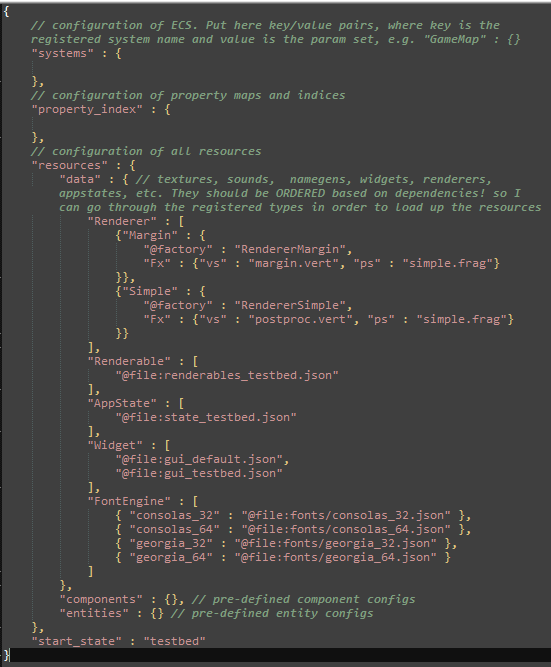 {
// configuration of ECS. Put here key/value pairs, where key is the
registered system name and value is the param set, e.g. "GameMap" : {}
"systems" : {
},
// configuration of property maps and indices
"property_index" : {
},
// configuration of all resources
"resources" : {
"data" : { // textures, sounds,  namegens, widgets, renderers,
appstates, etc. They should be ORDERED based on dependencies! so I
can go through the registered types in order to load up the resources
"Renderer" : [
{"Margin" : {
"@factory" : "RendererMargin",
"Fx" : {"vs" : "margin.vert", "ps" : "simple.frag"}
}},
{"Simple" : {
"@factory" : "RendererSimple",
"Fx" : {"vs" : "postproc.vert", "ps" : "simple.frag"}
}}
],
"Renderable" : [
"@file:renderables_testbed.json"
],
"AppState" : [
"@file:state_testbed.json"
],
"Widget" : [
"@file:gui_default.json",
"@file:gui_testbed.json"
],
"FontEngine" : [
{ "consolas_32" : "@file:fonts/consolas_32.json" },
{ "consolas_64" : "@file:fonts/consolas_64.json" },
{ "georgia_32" : "@file:fonts/georgia_32.json" },
{ "georgia_64" : "@file:fonts/georgia_64.json" }
]
},
"components" : {}, // pre-defined component configs
"entities" : {} // pre-defined entity configs
},
"start_state" : "testbed"
}